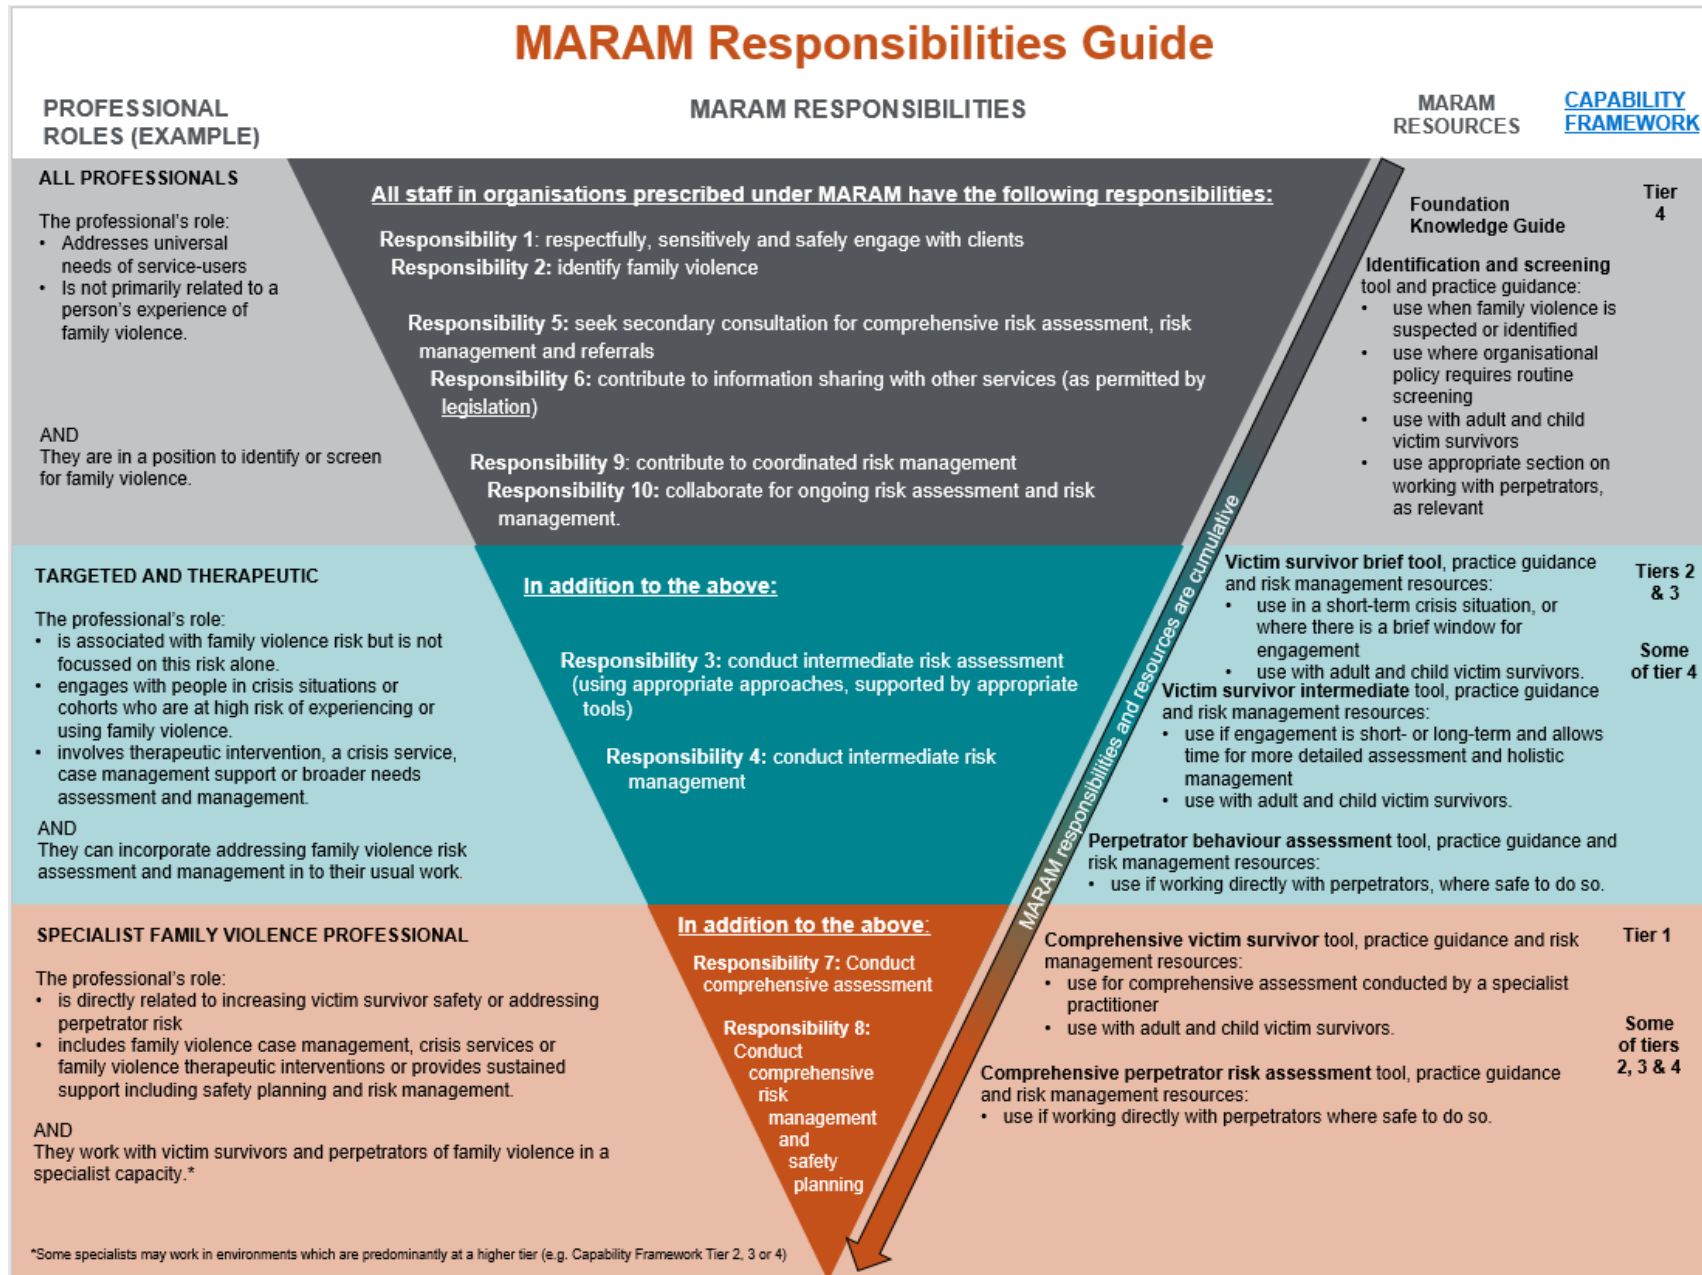 MARAM Responsibilities Guide
PROFESSIONAL
ROLES (EXAMPLE)
MARAM RESPONSIBILITIES
MARAM
RESOURCES
CAPABILITY
FRAMEWORK
ALL PROFESSIONALS
The professional's role:
• Addresses universal
needs of service-users
• Is not primarily related to a
person's experience of
family violence.
AND
They are in a position to identify or screen
for family violence.
All staff in organisations prescribed under MARAM have the following responsibilities:
Responsibility 1: respectfully, sensitively and safely engage with clients
Responsibility 2: identify family violence
Responsibility 5: seek secondary consultation for comprehensive risk assessment, risk
management and referrals
Responsibility 6: contribute to information sharing with other services (as permitted by
legislation)
Responsibility 9: contribute to coordinated risk management
Responsibility 10: collaborate for ongoing risk assessment and risk
management.
MARAM responsibilities and resources are cumulative
Foundation
Knowledge Guide
Tier
4
Identification and screening
tool and practice guidance:
• use when family violence is
suspected or identified
• use where organisational
policy requires routine
screening
• use with adult and child
victim survivors
• use appropriate section on
working with perpetrators,
as relevant
TARGETED AND THERAPEUTIC
The professional's role:
• is associated with family violence risk but is not
focussed on this risk alone.
• engages with people in crisis situations or
cohorts who are at high risk of experiencing or
using family violence.
• involves therapeutic intervention, a crisis service,
case management support or broader needs
assessment and management.
AND
They can incorporate addressing family violence risk
assessment and management in to their usual work.
In addition to the above:
Responsibility 3: conduct intermediate risk assessment
(using appropriate approaches, supported by appropriate
tools)
Responsibility 4: conduct intermediate risk
management
Victim survivor brief tool, practice guidance
and risk management resources:
• use in a short-term crisis situation, or
where there is a brief window for
engagement
• use with adult and child victim survivors.
Victim survivor intermediate tool, practice guidance
and risk management resources:
• use if engagement is short- or long-term and allows
time for more detailed assessment and holistic
management
• use with adult and child victim survivors.
Perpetrator behaviour assessment tool, practice guidance and
risk management resources:
• use if working directly with perpetrators, where safe to do so.
Tiers 2
& 3
Some
of tier 4
SPECIALIST FAMILY VIOLENCE PROFESSIONAL
The professional's role:
• is directly related to increasing victim survivor safety or addressing
perpetrator risk
• includes family violence case management, crisis services or
family violence therapeutic interventions or provides sustained
support including safety planning and risk management.
AND
They work with victim survivors and perpetrators of family violence in a
specialist capacity.*
In addition to the above:
Responsibility 7: Conduct
comprehensive assessment
Responsibility 8:
Conduct
comprehensive
risk
management
and
safety
planning
Comprehensive victim survivor tool, practice guidance and risk
management resources:
• use for comprehensive assessment conducted by a specialist
practitioner
• use with adult and child victim survivors.
Comprehensive perpetrator risk assessment tool, practice guidance
and risk management resources:
• use if working directly with perpetrators where safe to do so.
Tier 1
Some
of tiers
2, 3 & 4
*Some specialists may work in environments which are predominantly at a higher tier (e.g. Capability Framework Tier 2, 3 or 4)